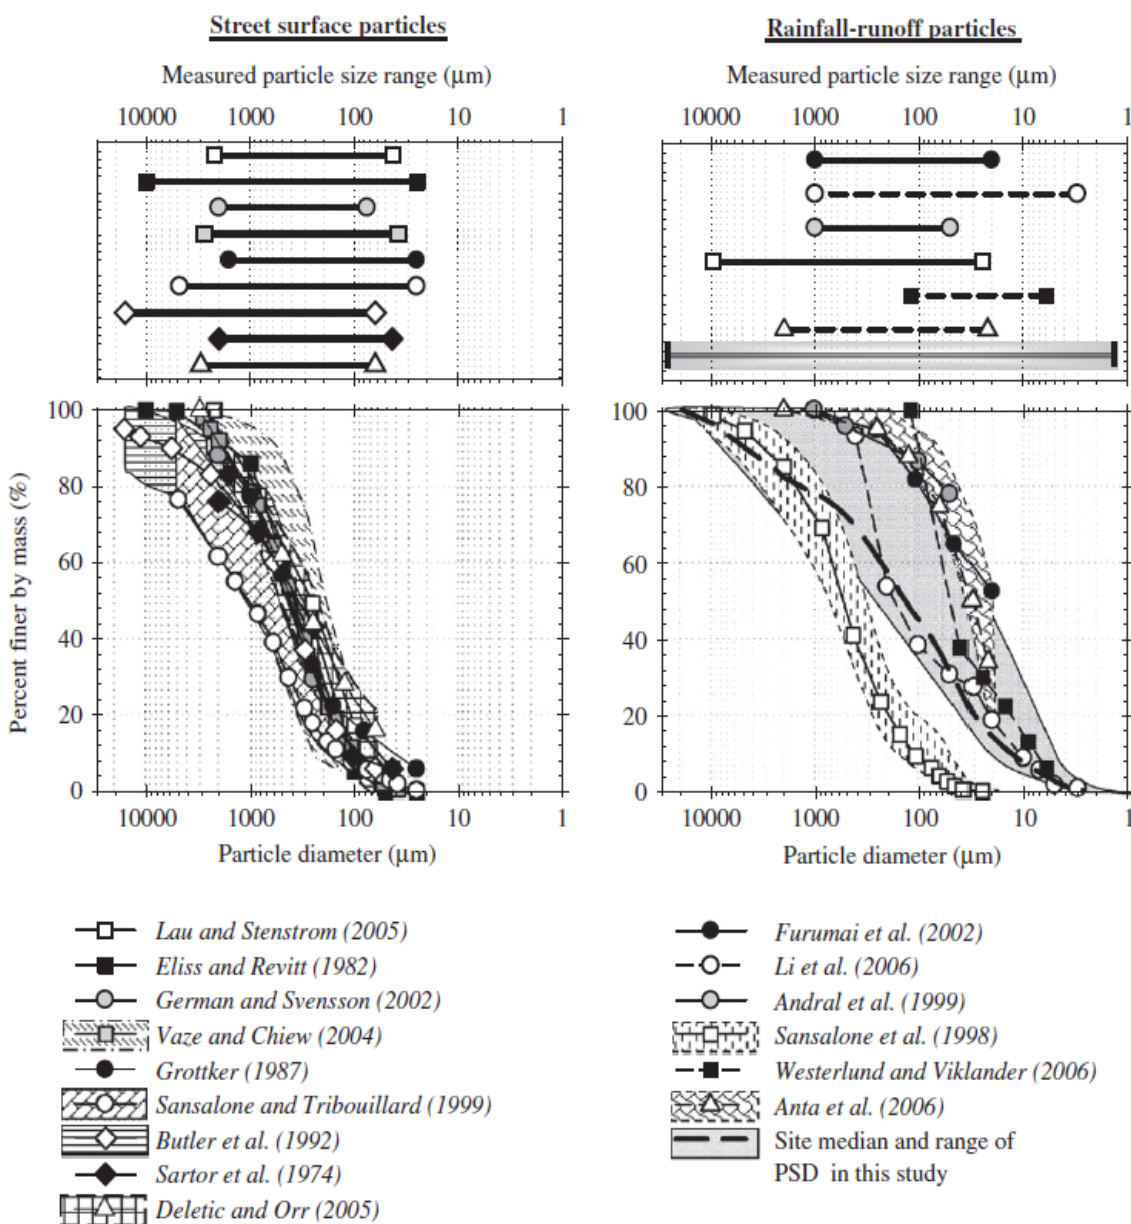 Street surface particles
Measured particle size range (μm)
10000 1000 100 10 1
100
80
60
40
20
0
Percent finer by mass (%)
10000 1000 100 10 1
Particle diameter (μm)
Lau and Stenstrom (2005)
Eliss and Revitt (1982)
German and Svensson (2002)
Vaze and Chiew (2004)
Grottker (1987)
Sansalone and Tribouillard (1999)
Butler et al. (1992)
Sartor et al. (1974)
Deletic and Orr (2005)
Rainfall-runoff particles
Measured particle size range (μm)
10000 1000 100 10 1
100
80
60
40
20
0
10000 1000 100 10 1
Particle diameter (μm)
Furumai et al. (2002)
Li et al. (2006)
Andral et al. (1999)
Sansalone et al. (1998)
Westerlund and Viklander (2006)
Anta et al. (2006)
Site median and range of
PSD in this study